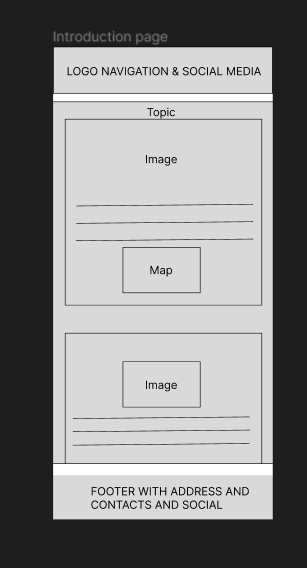 Introduction page
LOGO NAVIGATION & SOCIAL MEDIA
Topic
Image
Map
Image
FOOTER WITH ADDRESS AND
CONTACTS AND SOCIAL